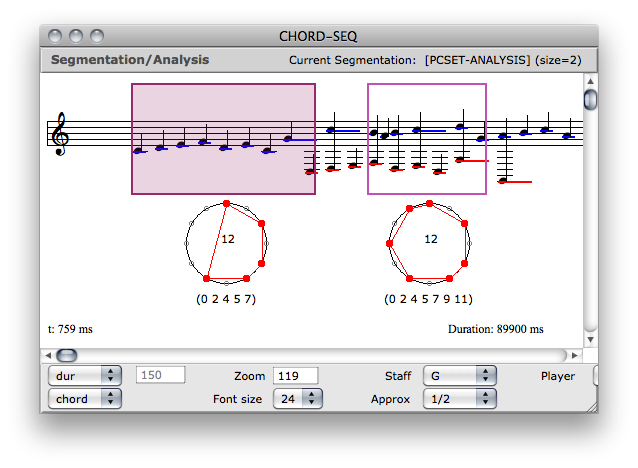 CHORD-SEQ
Segmentation/Analysis Current Segmentation: [PCSET-ANALYSIS] (size=2)
12 12
(0 2 4 5 7) (0 2 4 5 7 9 11)
t: 759 ms Duration: 89900 ms
dur 150 Zoom 119 Staff G Player
chord Font size 24 Approx 1/2